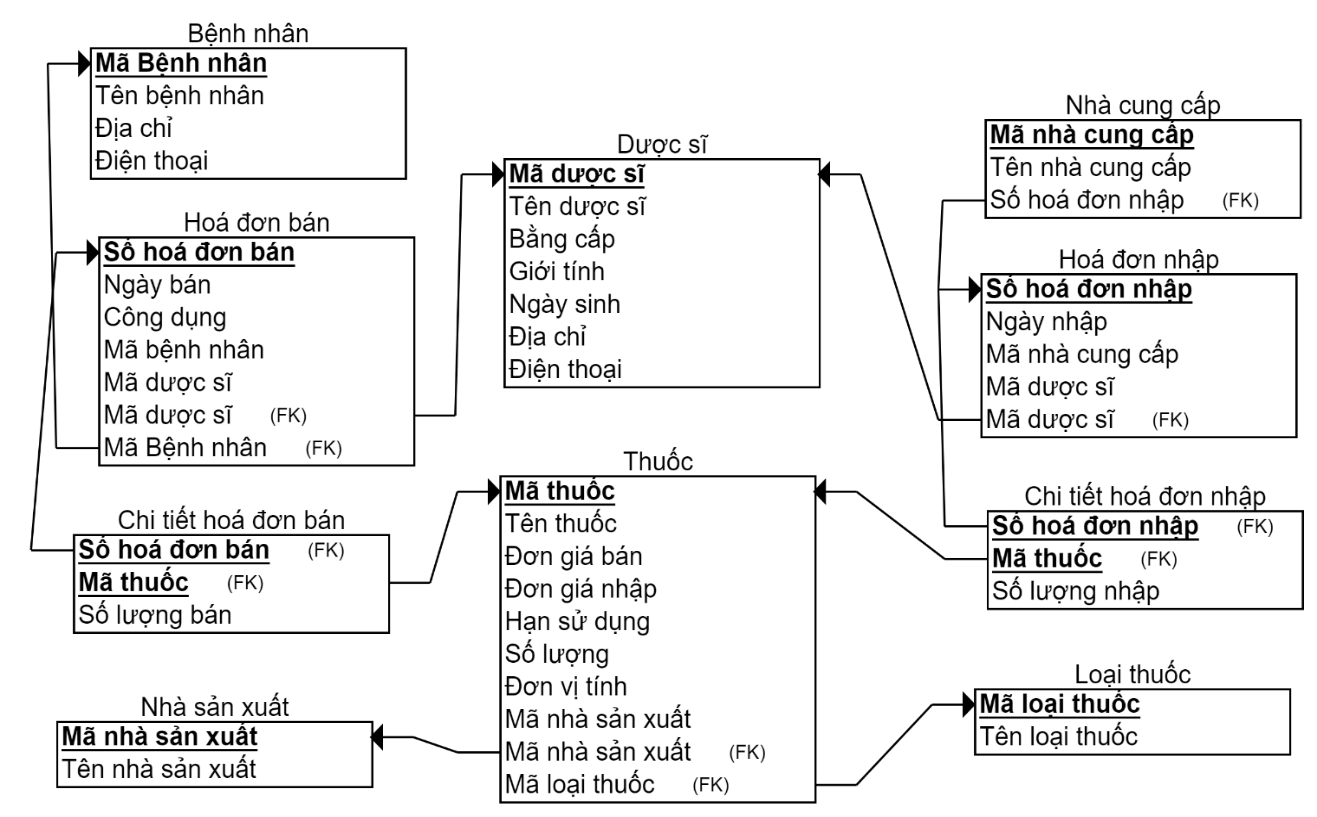 Bệnh nhân
Mã Bệnh nhân
Tên bệnh nhân
Địa chỉ
Điện thoại
Hoá đơn bán
Số hoá đơn bán
Ngày bán
Công dụng
Mã bệnh nhân
Mã dược sĩ
Mã dược sĩ (FK)
Mã Bệnh nhân (FK)
Chi tiết hoá đơn bán
Số hoá đơn bán (FK)
Mã thuốc (FK)
Số lượng bán
Nhà sản xuất
Mã nhà sản xuất
Tên nhà sản xuất
Dược sĩ
Mã dược sĩ
Tên dược sĩ
Bằng cấp
Giới tính
Ngày sinh
Địa chỉ
Điện thoại
Thuốc
Mã thuốc
Tên thuốc
Đơn giá bán
Đơn giá nhập
Hạn sử dụng
Số lượng
Đơn vị tính
Mã nhà sản xuất
Mã nhà sản xuất (FK)
Mã loại thuốc (FK)
Nhà cung cấp
Mã nhà cung cấp
Tên nhà cung cấp
Số hoá đơn nhập (FK)
Hoá đơn nhập
Số hoá đơn nhập
Ngày nhập
Mã nhà cung cấp
Mã dược sĩ
Mã dược sĩ (FK)
Chi tiết hoá đơn nhập
Số hoá đơn nhập (FK)
Mã thuốc (FK)
Số lượng nhập
Loại thuốc
Mã loại thuốc
Tên loại thuốc